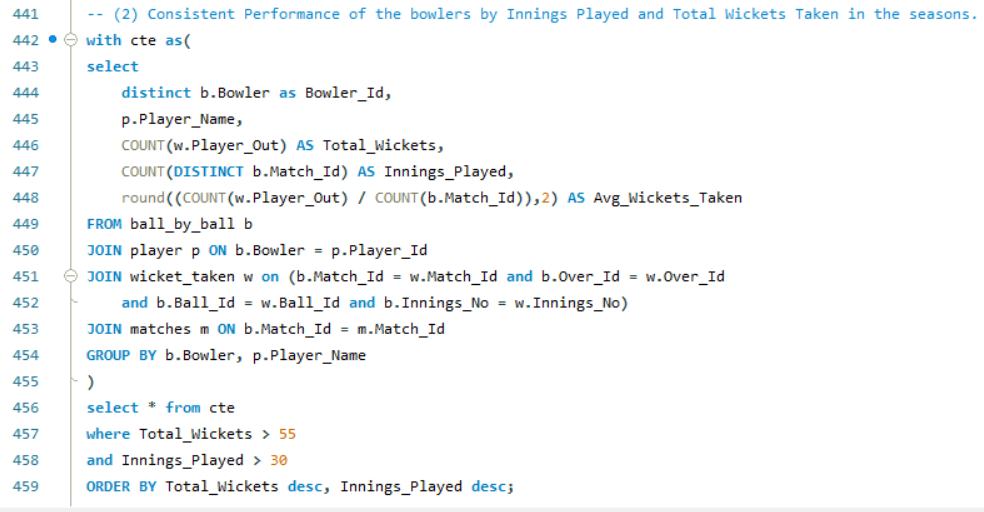 441 -- (2) Consistent Performance of the bowlers by Innings Played and Total Wickets Taken in the seasons.
442 with cte as(
443 select
444 distinct b.Bowler as Bowler_Id,
445 p.Player_Name,
446 COUNT(w.Player_Out) AS Total_Wickets,
447 COUNT(DISTINCT b.Match_Id) AS Innings_Played,
448 round((COUNT(w.Player_Out) / COUNT(b.Match_Id)),2) AS Avg_Wickets_Taken
449 FROM ball_by_ball b
450 JOIN player p ON b.Bowler = p.Player_Id
451 JOIN wicket_taken w on (b.Match_Id = w.Match_Id and b.Over_Id = w.Over_Id
452 and b.Ball_Id = w.Ball_Id and b.Innings_No = w.Innings_No)
453 JOIN matches m ON b.Match_Id = m.Match_Id
454 GROUP BY b.Bowler, p.Player_Name
455 )
456 select * from cte
457 where Total_Wickets > 55
458 and Innings_Played > 30
459 ORDER BY Total_Wickets desc, Innings_Played desc;